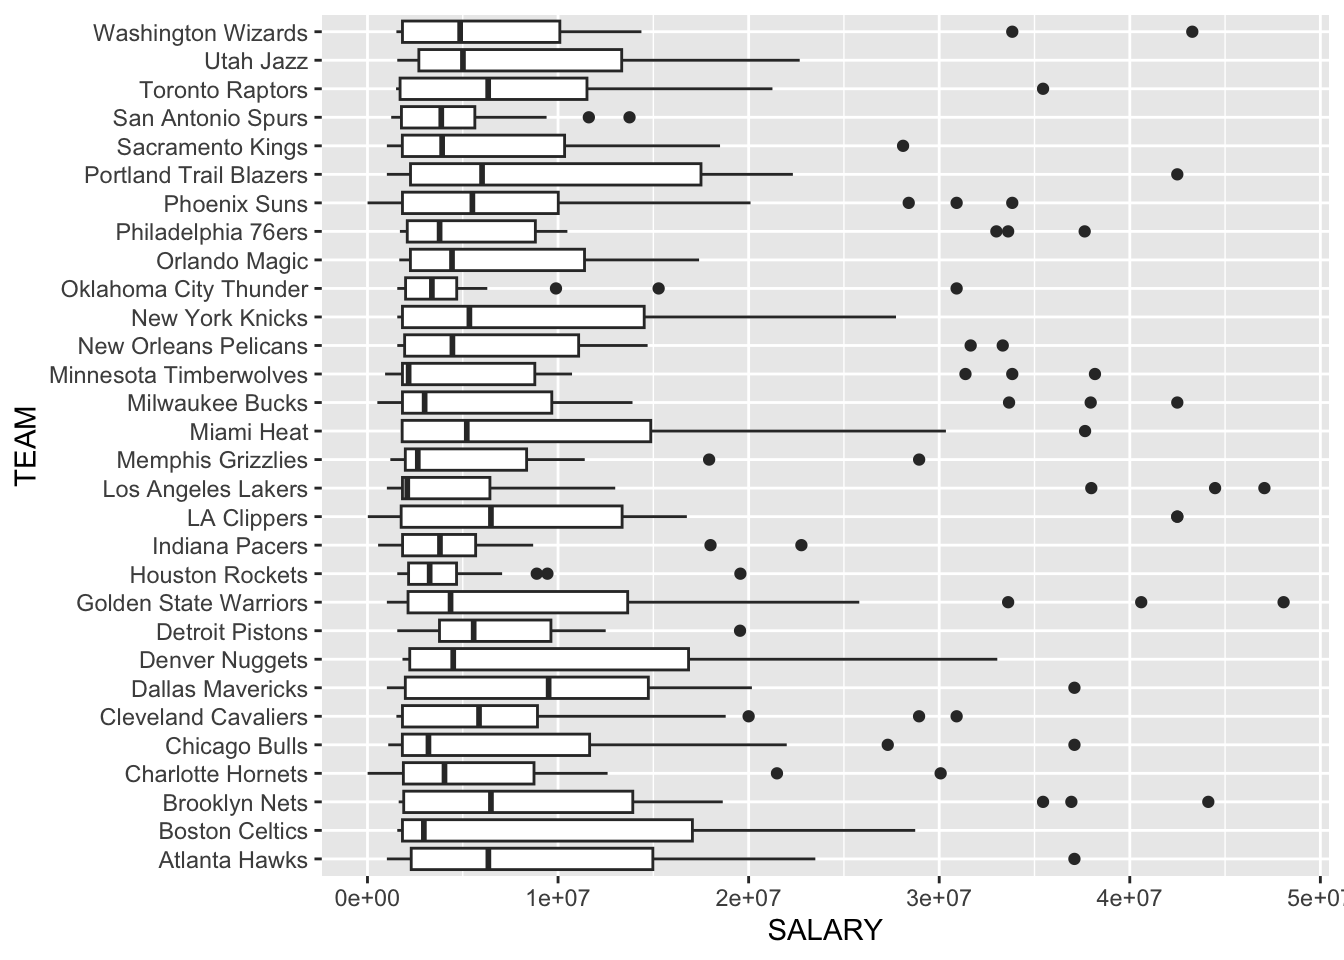 Washington Wizards
Utah Jazz
Toronto Raptors
San Antonio Spurs
Sacramento Kings
Portland Trail Blazers
Phoenix Suns
Philadelphia 76ers
Orlando Magic
Oklahoma City Thunder
New York Knicks
New Orleans Pelicans
Minnesota Timberwolves
Milwaukee Bucks
Miami Heat
Memphis Grizzlies
Los Angeles Lakers
LA Clippers
Indiana Pacers
Houston Rockets
Golden State Warriors
Detroit Pistons
Denver Nuggets
Dallas Mavericks
Cleveland Cavaliers
Chicago Bulls
Charlotte Hornets
Brooklyn Nets
Boston Celtics
Atlanta Hawks
TEAM
0e+00 1e+07 2e+07 3e+07 4e+07
SALARY